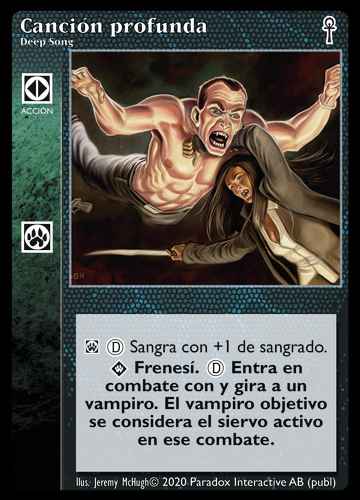 Canción profunda
Deep Song
ACCIÓN
D Sangra con +1 de sangrado.
Frenesí. D Entra en
combate con y gira a un
vampiro. El vampiro objetivo
se considera el siervo activo
en ese combate.
Ilus: Jeremy McHugh© 2020 Paradox Interactive AB (publ)